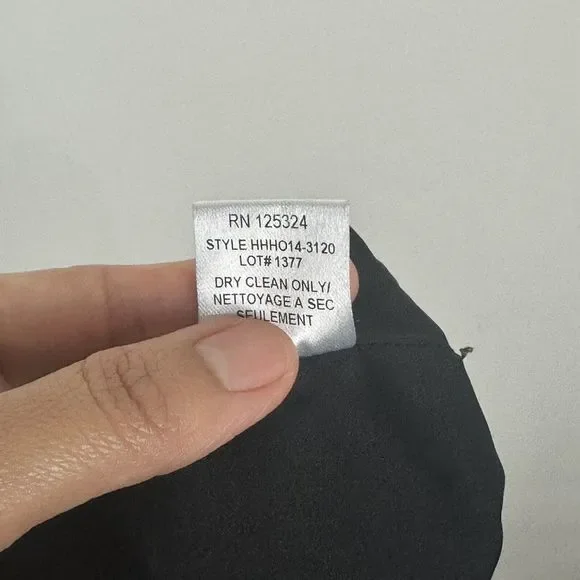 RN 125324
STYLE HHHO14-3120
LOT# 1377
DRY CLEAN ONLY/
NETTOYAGE A SEC
SEULEMENT